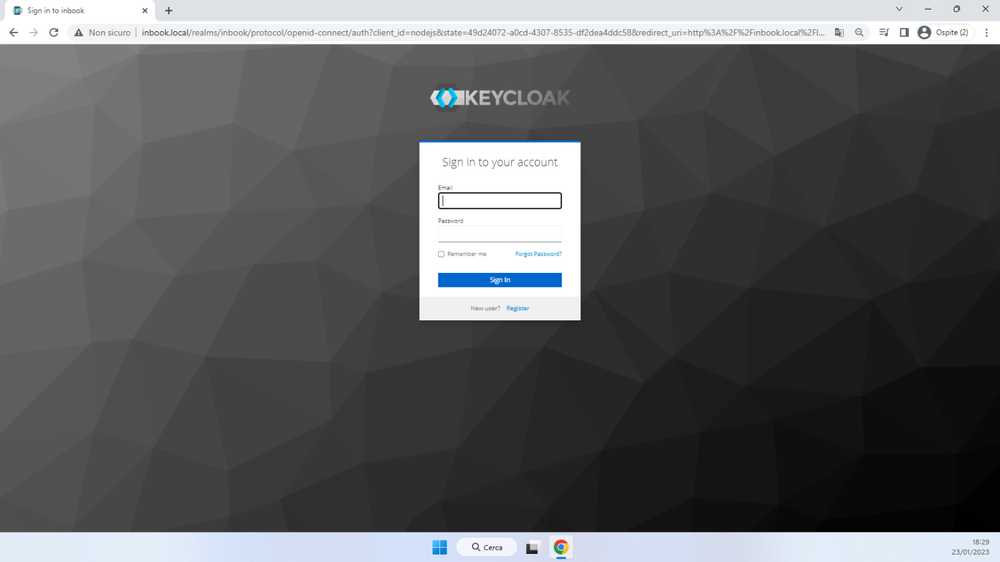 Sign in to inbook
Non sicuro
inbook.local/realms/inbook/protocol/openid-connect/auth?client_id=nodejs&state=49d24072-a0cd-4307-8535-df2dea4ddc58&redirect_uri=http%3A%2F%2Finbook.local%2Fl...
Ospite (2)
KEYCLOAK
Sign in to your account
Email
Password
Remember me
Forgot Password?
Sign In
New user? Register
Cerca
18:29
23/01/2023